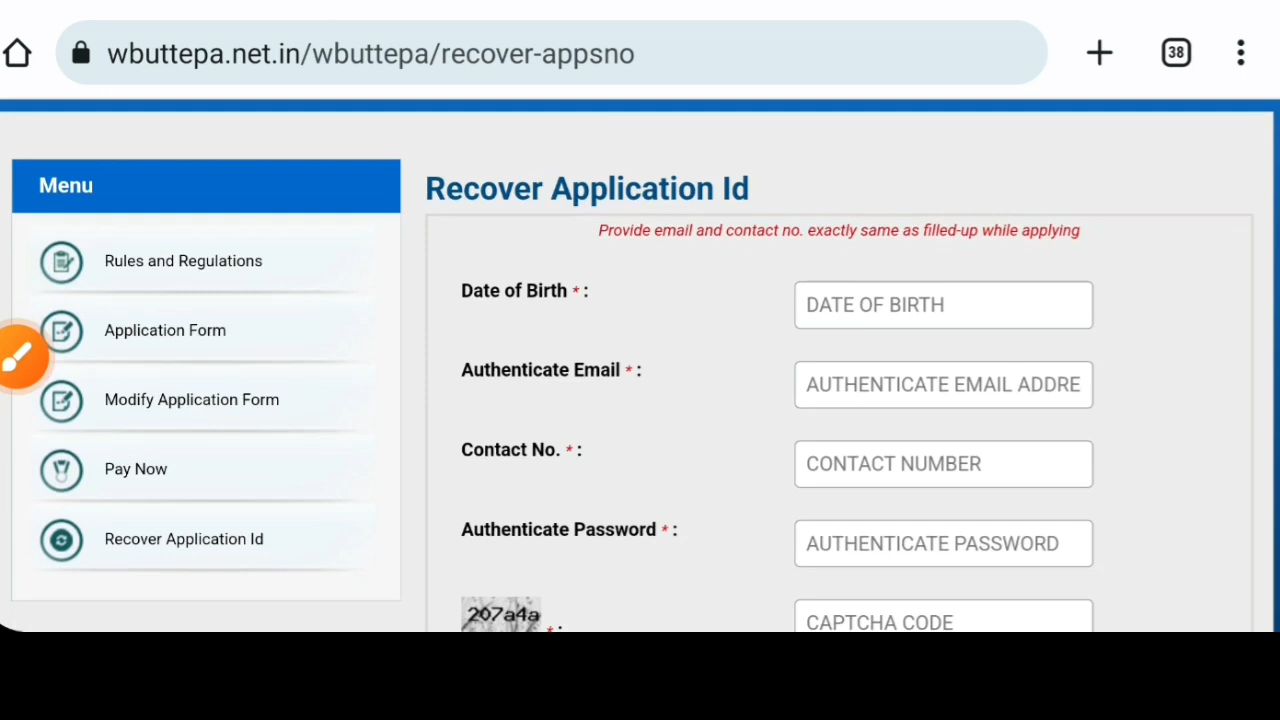 wbuttepa.net.in/wbuttepa/recover-appsno
38
Menu
Rules and Regulations
Application Form
Modify Application Form
Pay Now
Recover Application Id
Recover Application Id
Provide email and contact no. exactly same as filled-up while applying
Date of Birth * :
DATE OF BIRTH
Authenticate Email * :
AUTHENTICATE EMAIL ADDRE
Contact No. * :
CONTACT NUMBER
Authenticate Password * :
AUTHENTICATE PASSWORD
207a4a * :
CAPTCHA CODE